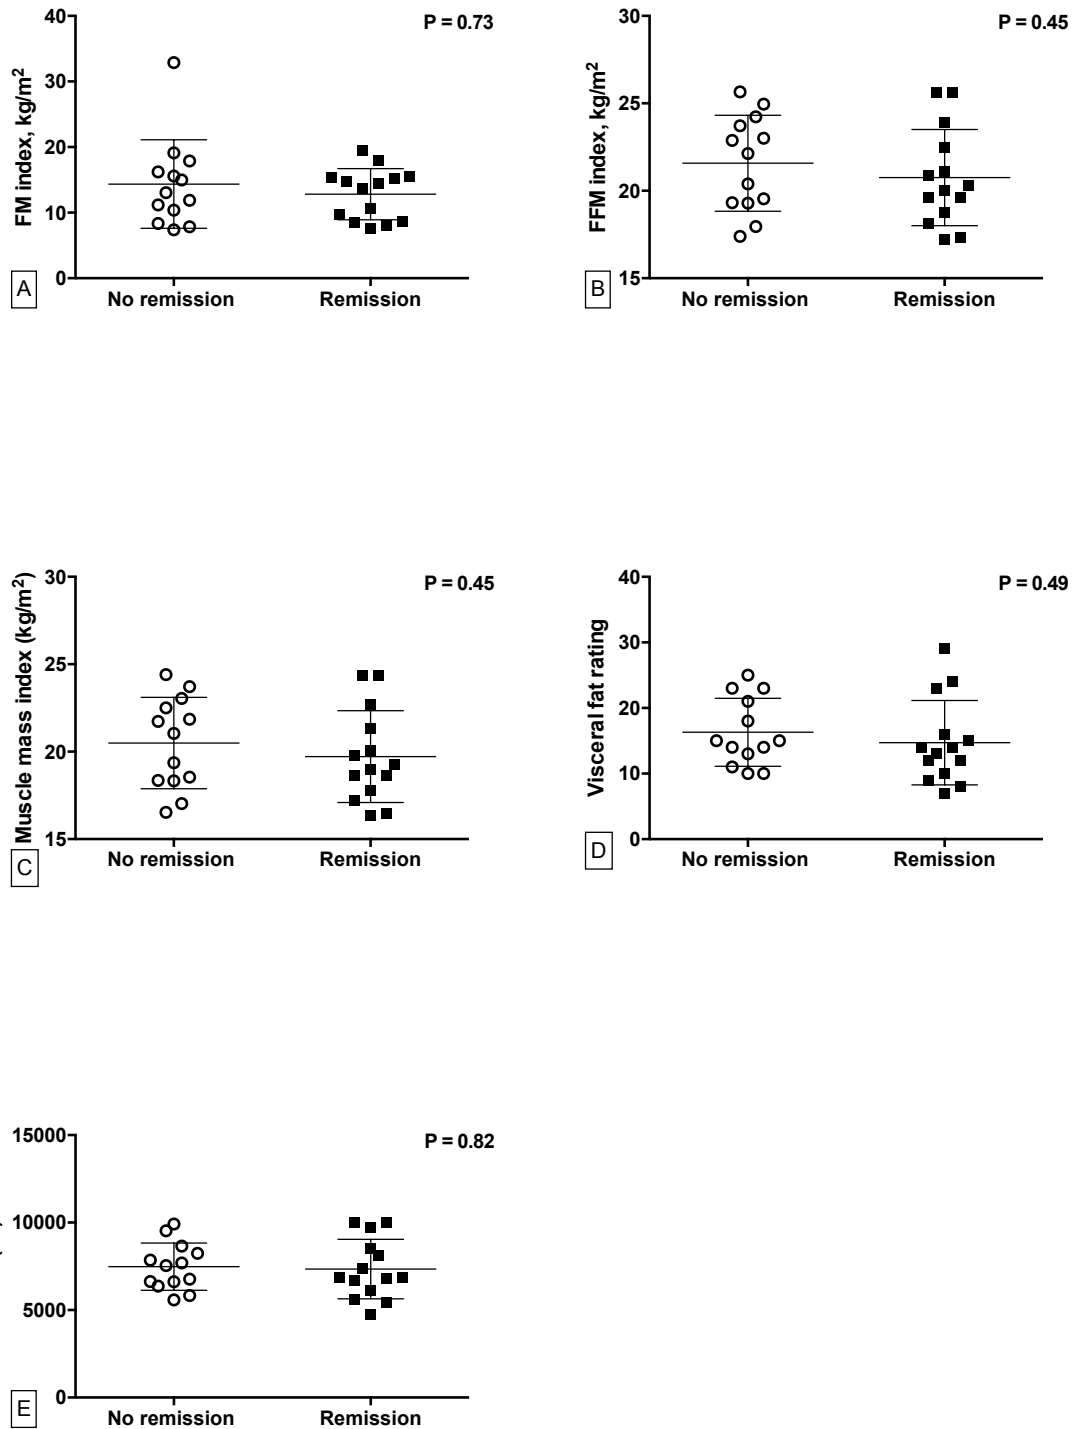 40
30
20
10
0
FM index, kg/m²
P = 0.73
No remission
Remission
A
30
25
20
15
FFM index, kg/m²
P = 0.45
No remission
Remission
B
30
25
20
15
Muscle mass index (kg/m²)
P = 0.45
No remission
Remission
C
40
30
20
10
0
Visceral fat rating
P = 0.49
No remission
Remission
D
15000
10000
5000
0
P = 0.82
No remission
Remission
E